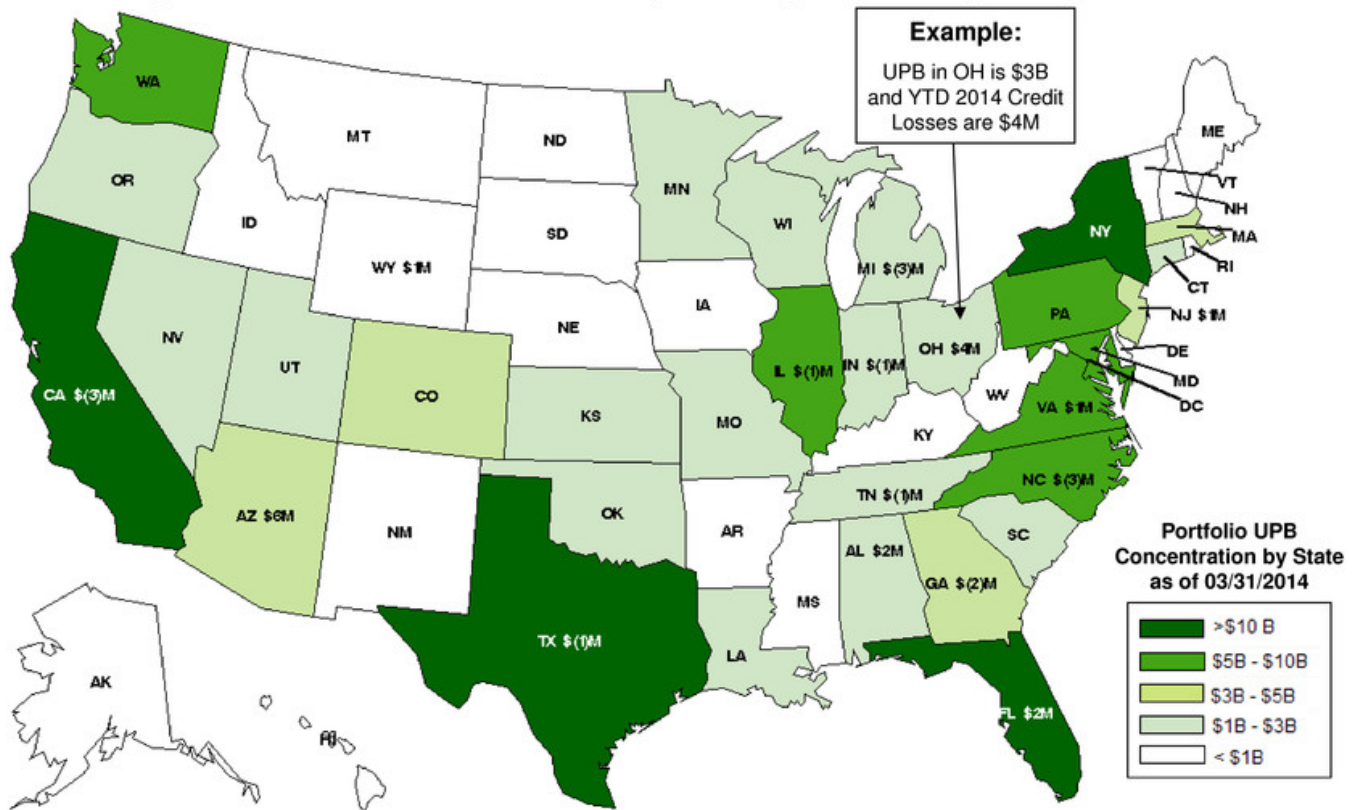 Example:
UPB in OH is $3B
and YTD 2014 Credit
Losses are $4M
WA
MT
ND
ME
OR
MN
VT
ID
SD
WI
NH
NY
MA
WY $1M
MI $(3)M
RI
CT
IA
PA
NJ $1M
NV
NE
UT
OH $4M
DE
CA $(3)M
CO
IL $(1)M
IN $(1)M
MD
WV
DC
KS
MO
VA $1M
KY
NC $(3)M
TN $(1)M
AZ $6M
OK
NM
AR
SC
AL $2M
GA $(2)M
MS
TX $(1)M
LA
AK
FL $2M
HI
Portfolio UPB
Concentration by State
as of 03/31/2014
>$10 B
$5B - $10B
$3B - $5B
$1B - $3B
< $1B